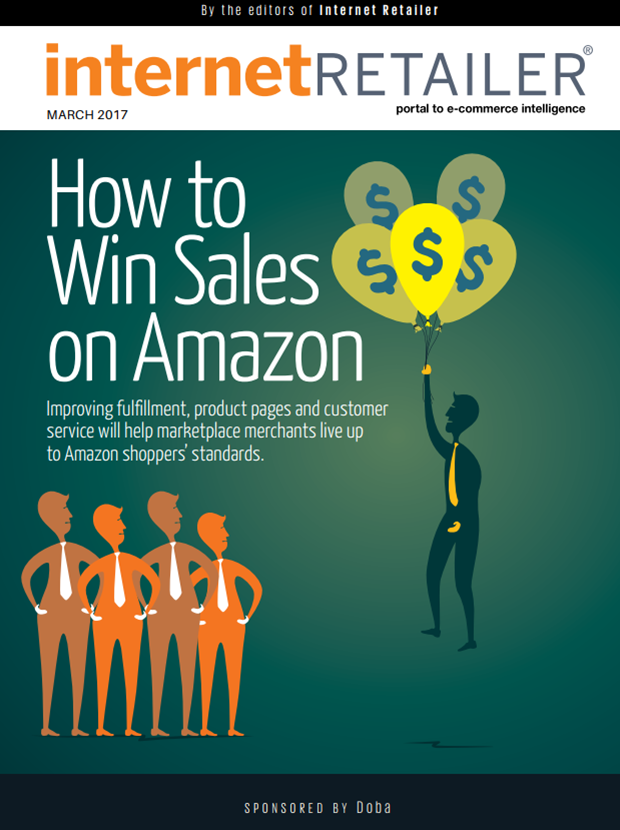 By the editors of Internet Retailer
internetRETAILER®
portal to e-commerce intelligence
MARCH 2017
How to
Win Sales
on Amazon
Improving fulfillment, product pages and customer
service will help marketplace merchants live up
to Amazon shoppers' standards.
$ $
$ $ $
SPONSORED BY Doba